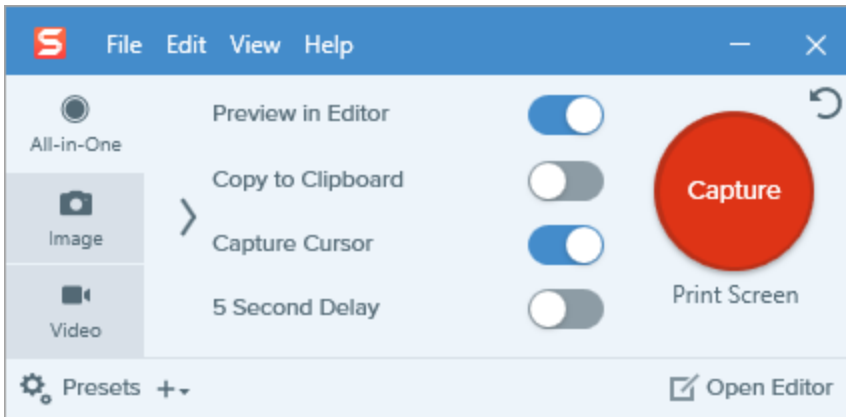 S
File Edit View Help
All-in-One
Image
Video
Preview in Editor
Copy to Clipboard
Capture Cursor
5 Second Delay
Capture
Print Screen
Presets
Open Editor